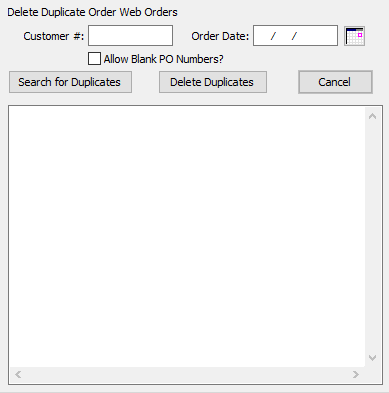 Delete Duplicate Order Web Orders
Customer #: Order Date: / /
Allow Blank PO Numbers?
Search for Duplicates Delete Duplicates Cancel